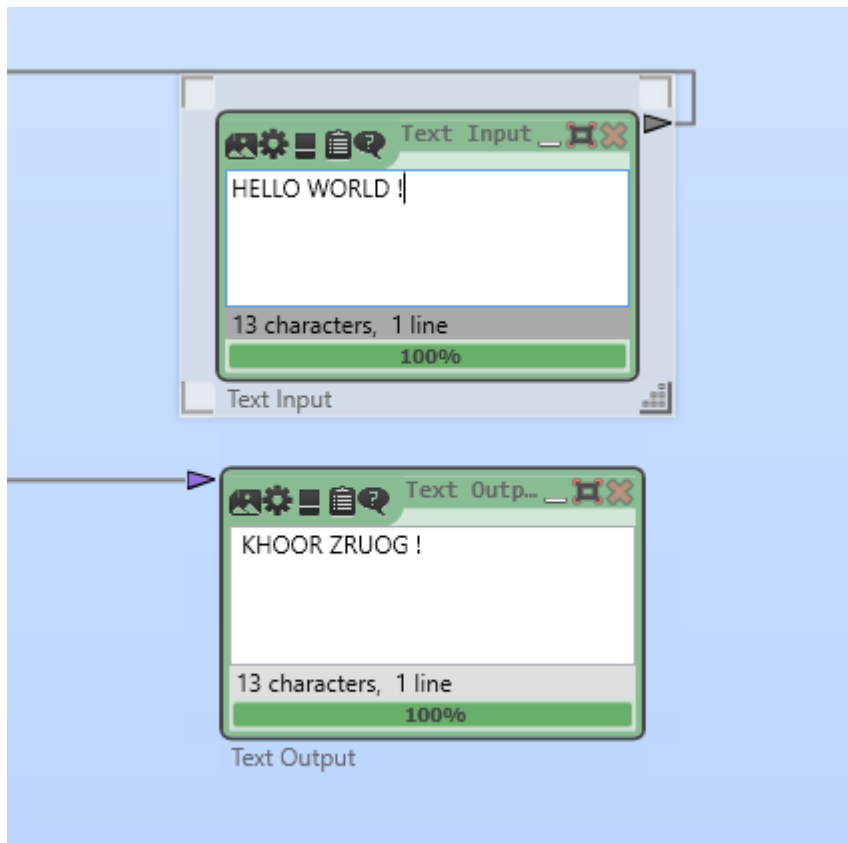 Text Input
HELLO WORLD !
13 characters, 1 line
100%
Text Input
Text Outp...
KHOOR ZRUOG !
13 characters, 1 line
100%
Text Output